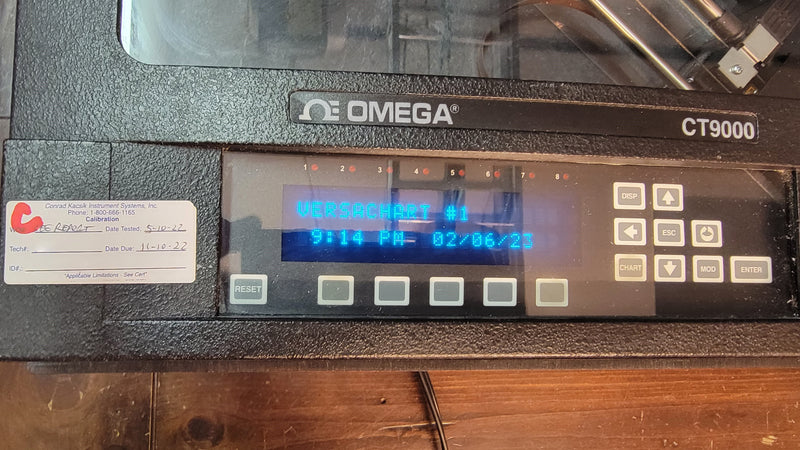 OMEGA®
CT9000
1 2 3 4 5 6 7 8
VERSACHART #1
9:14 PM 02/06/23
DISP
ESC
CHART MOD ENTER
RESET
Conrad Kacsik Instrument Systems, Inc.
Phone: 1-800-666-1165
Calibration
REPORT Date Tested: 5-10-22
Tech#: Date Due: 11-10-22
ID#:
"Applicable Limitations - See Cert"